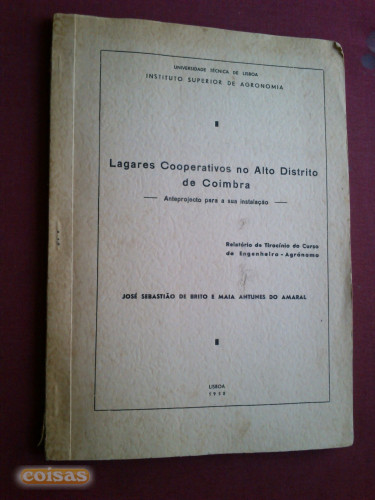 UNIVERSIDADE TÉCNICA DE LISBOA
INSTITUTO SUPERIOR DE AGRONOMIA
Lagares Cooperativos no Alto Distrito
de Coimbra
— Anteprojecto para a sua instalação —
Relatório do Tirocínio do Curso
de Engenheiro - Agrónomo
JOSÉ SEBASTIÃO DE BRITO E MAIA ANTUNES DO AMARAL
LISBOA
coisas